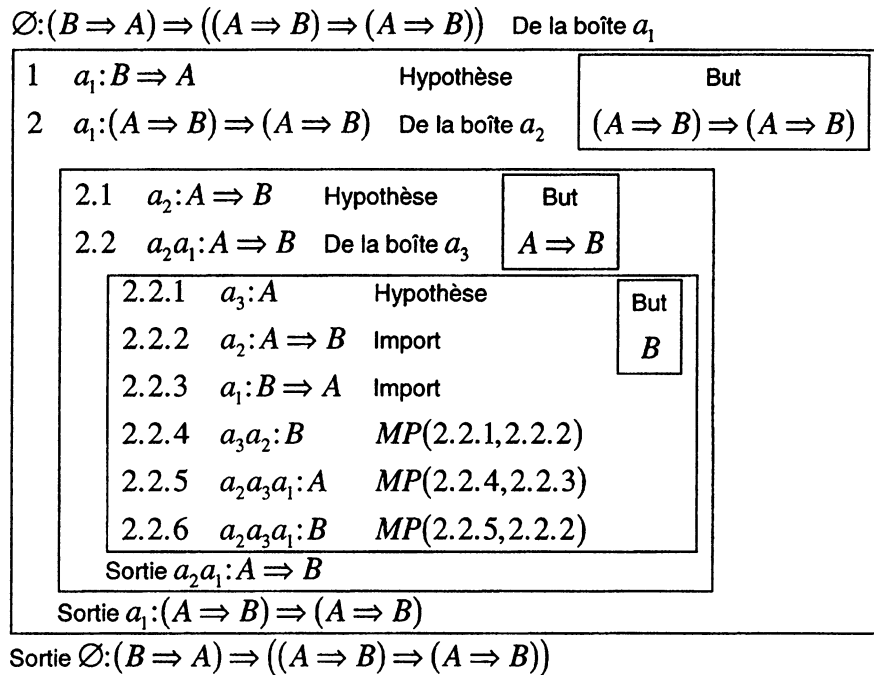 ∅:(B ⇒ A) ⇒ ((A ⇒ B) ⇒ (A ⇒ B)) De la boîte a₁
1 a₁:B ⇒ A Hypothèse But
2 a₁:(A ⇒ B) ⇒ (A ⇒ B) De la boîte a₂ (A ⇒ B) ⇒ (A ⇒ B)
2.1 a₂:A ⇒ B Hypothèse But
2.2 a₂a₁:A ⇒ B De la boîte a₃ A ⇒ B
2.2.1 a₃:A Hypothèse But
2.2.2 a₂:A ⇒ B Import B
2.2.3 a₁:B ⇒ A Import
2.2.4 a₃a₂:B MP(2.2.1,2.2.2)
2.2.5 a₂a₃a₁:A MP(2.2.4,2.2.3)
2.2.6 a₂a₃a₁:B MP(2.2.5,2.2.2)
Sortie a₂a₁:A ⇒ B
Sortie a₁:(A ⇒ B) ⇒ (A ⇒ B)
Sortie ∅:(B ⇒ A) ⇒ ((A ⇒ B) ⇒ (A ⇒ B))